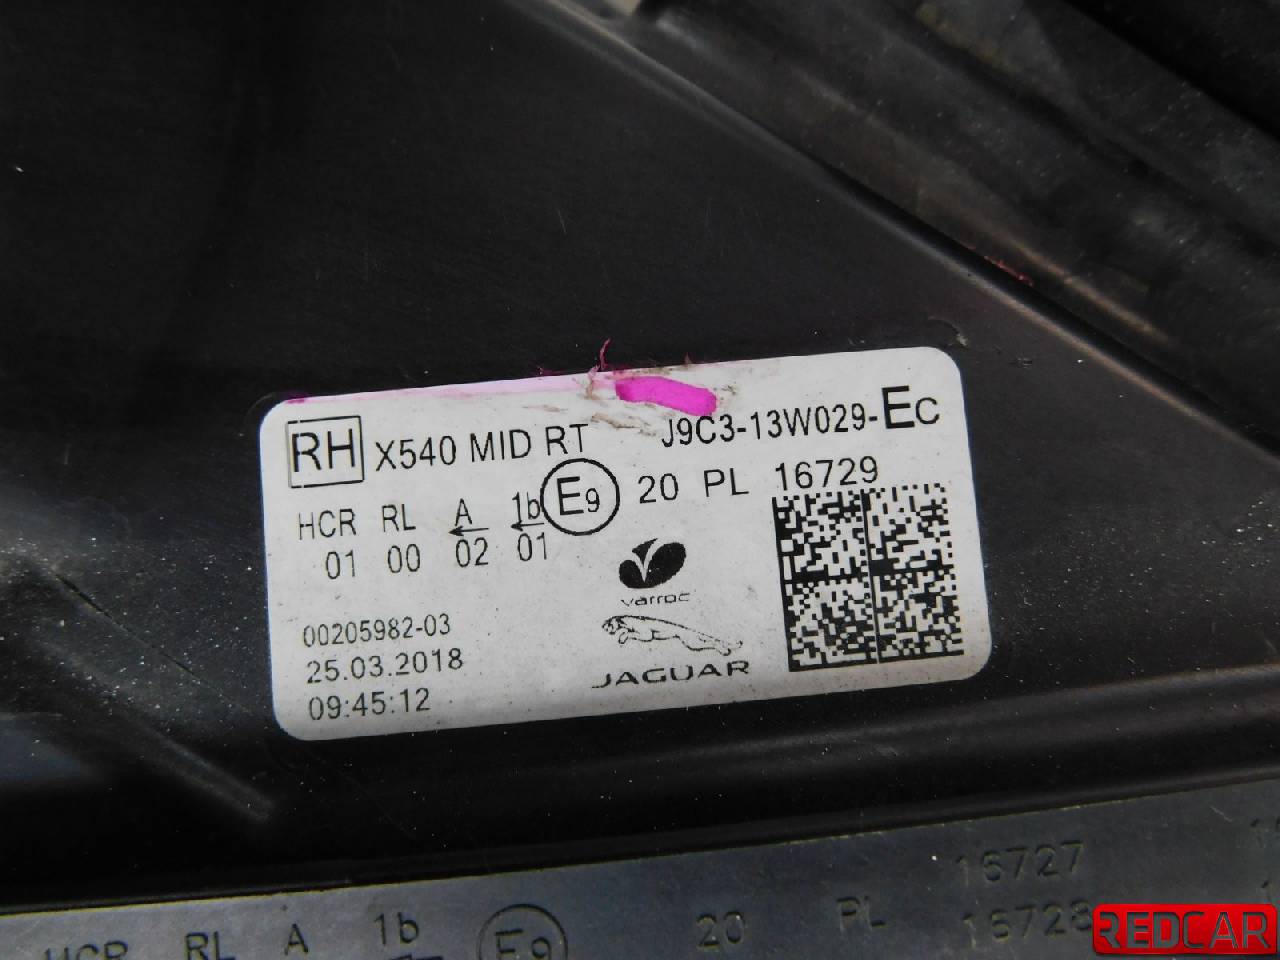 RH X540 MID RT J9C3-13W029-EC
HCR RL A 1b E9 20 PL 16729
01 00 02 01
varroc
00205982-03
25.03.2018
JAGUAR
09:45:12
16727
HCR RL A 1b E9 20 PL 16728
REDCAR